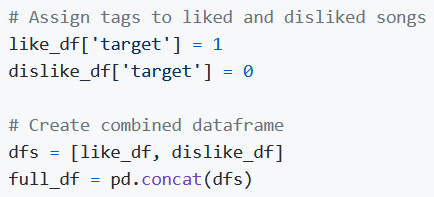 # Assign tags to liked and disliked songs
like_df['target'] = 1
dislike_df['target'] = 0
# Create combined dataframe
dfs = [like_df, dislike_df]
full_df = pd.concat(dfs)